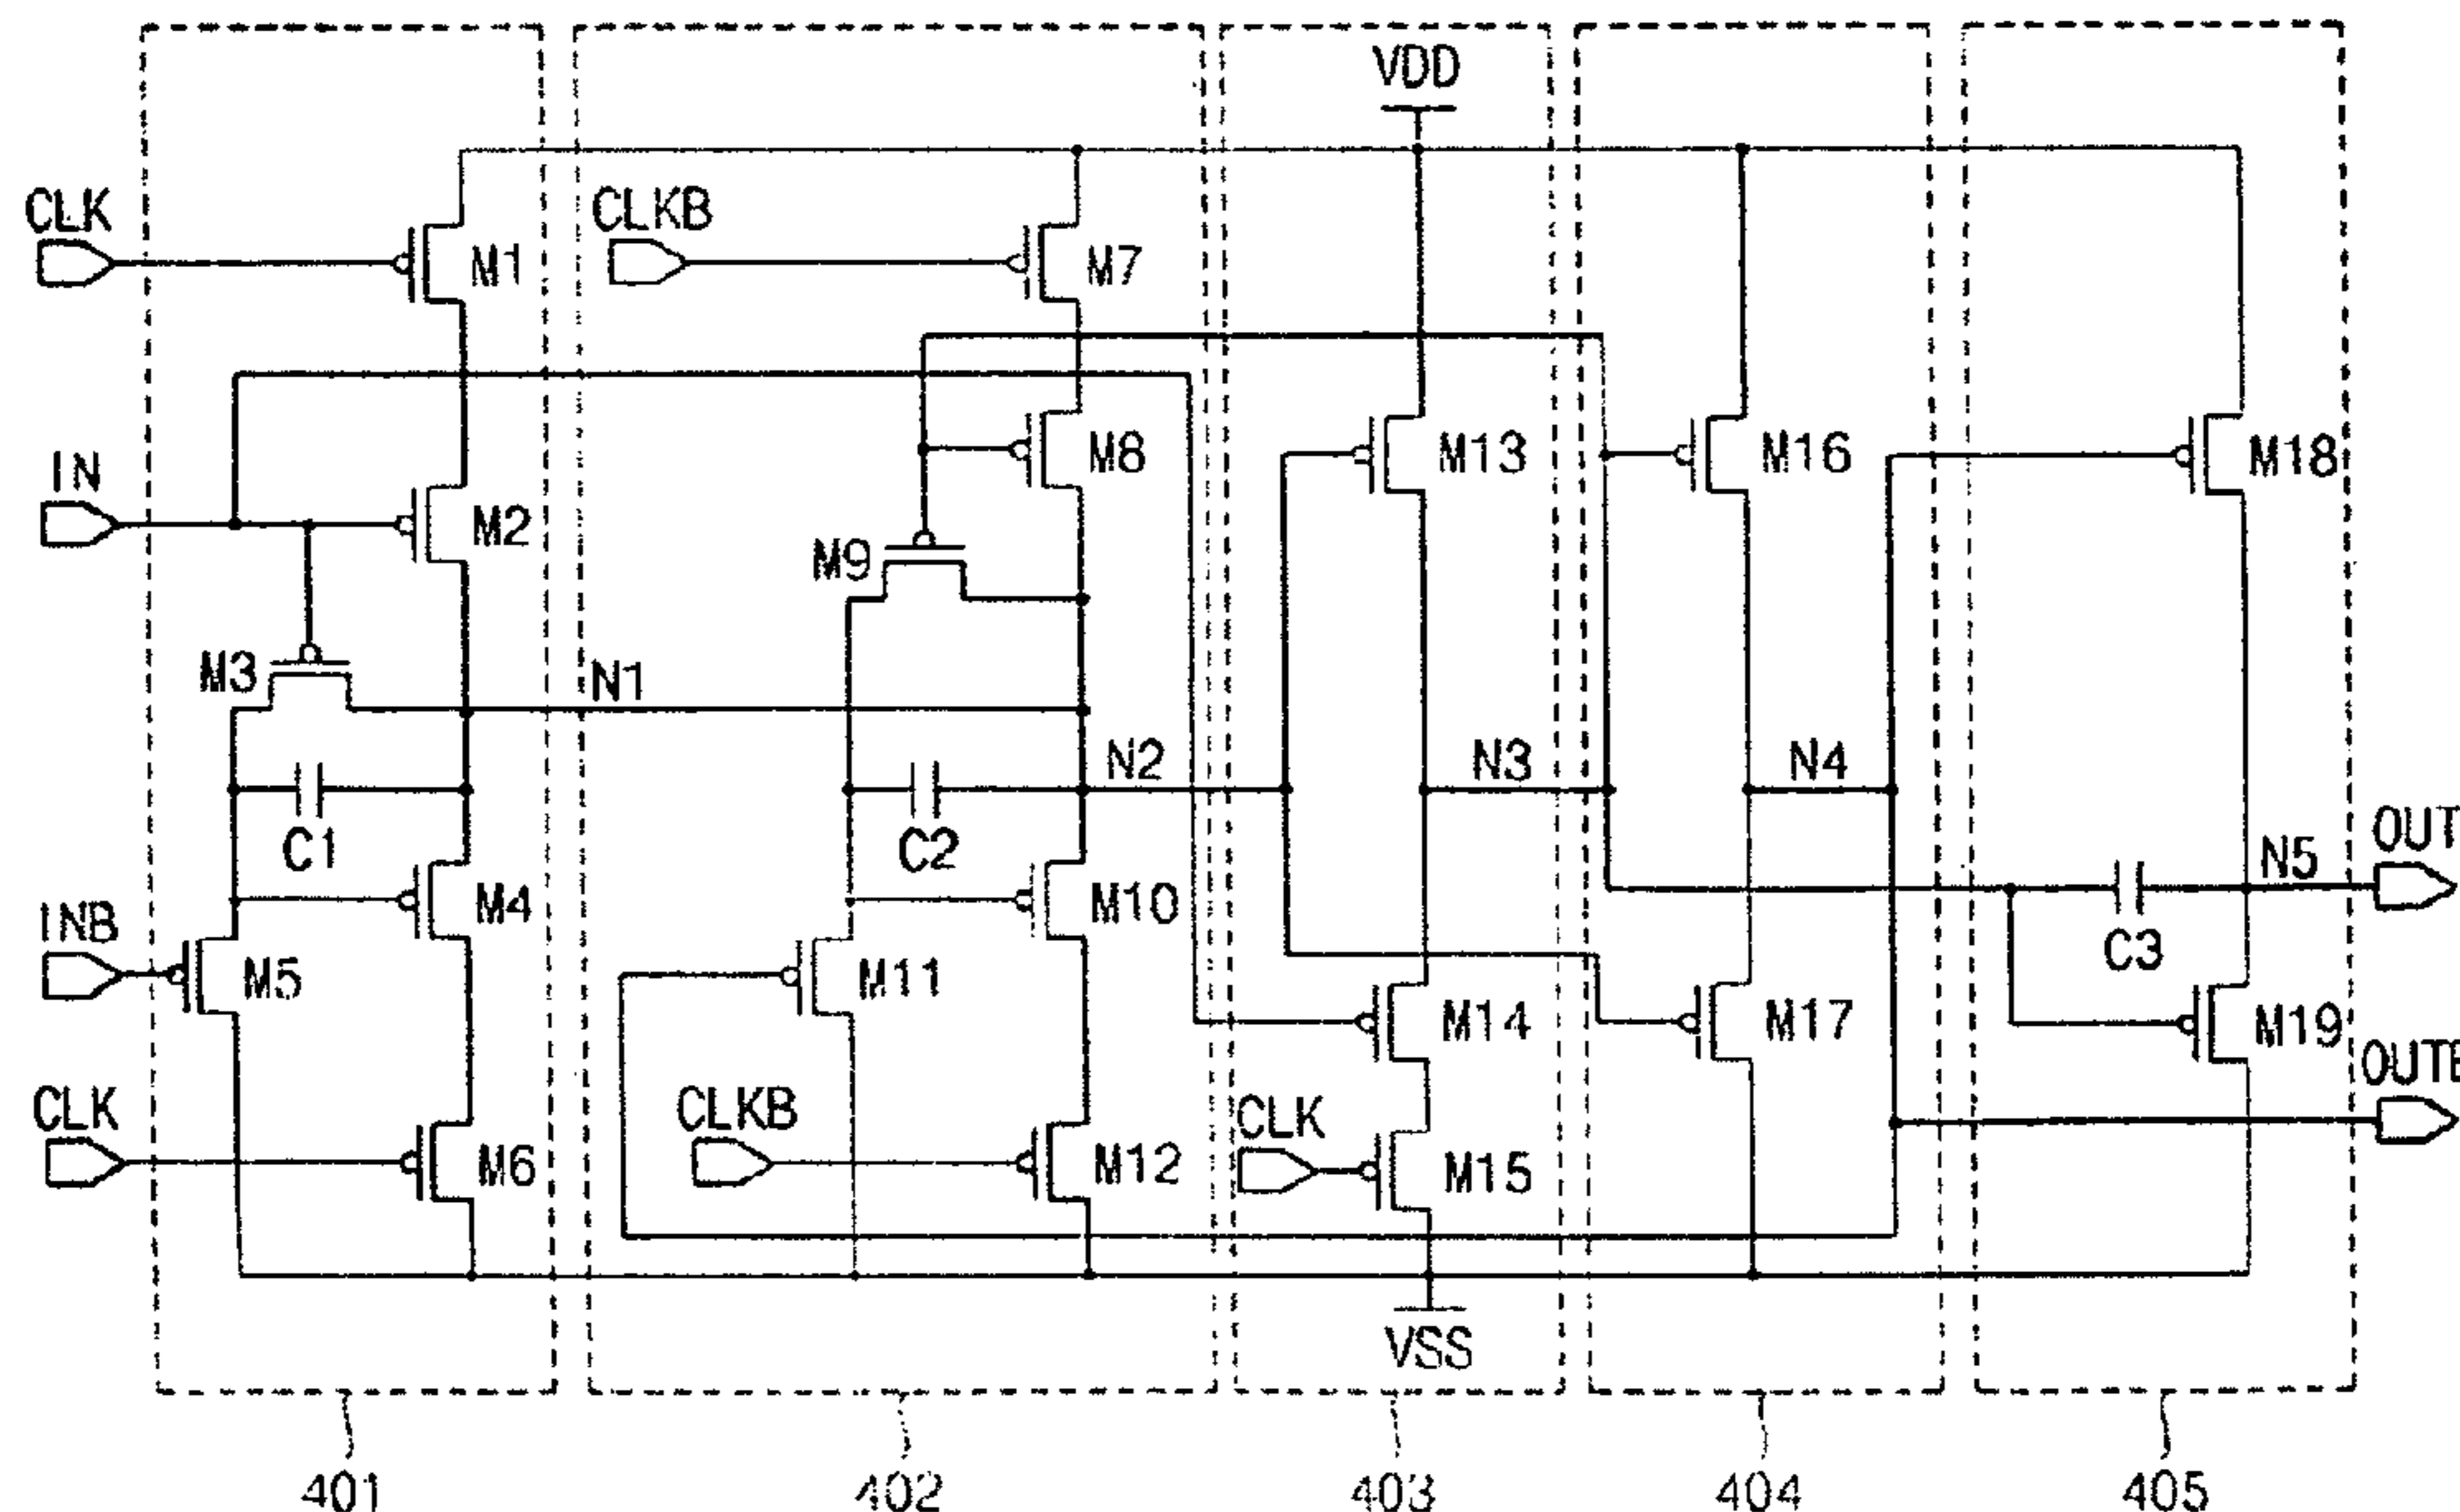 VDD
CLK
CLKB
M1
M7
IN
M2
M8
M13
M16
M18
M9
M3
N1
N2
N3
N4
C1
C2
OUT
N5
M4
M10
C3
INB
M5
M11
M14
M17
M19
OUTB
CLK
M6
CLKB
M12
CLK
M15
VSS
401
402
403
404
405